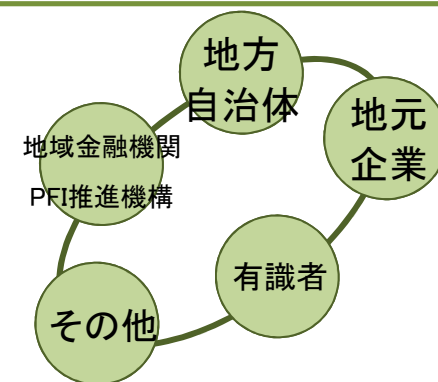 地方
自治体
地元
企業
地域金融機関
PFI推進機構
有識者
その他